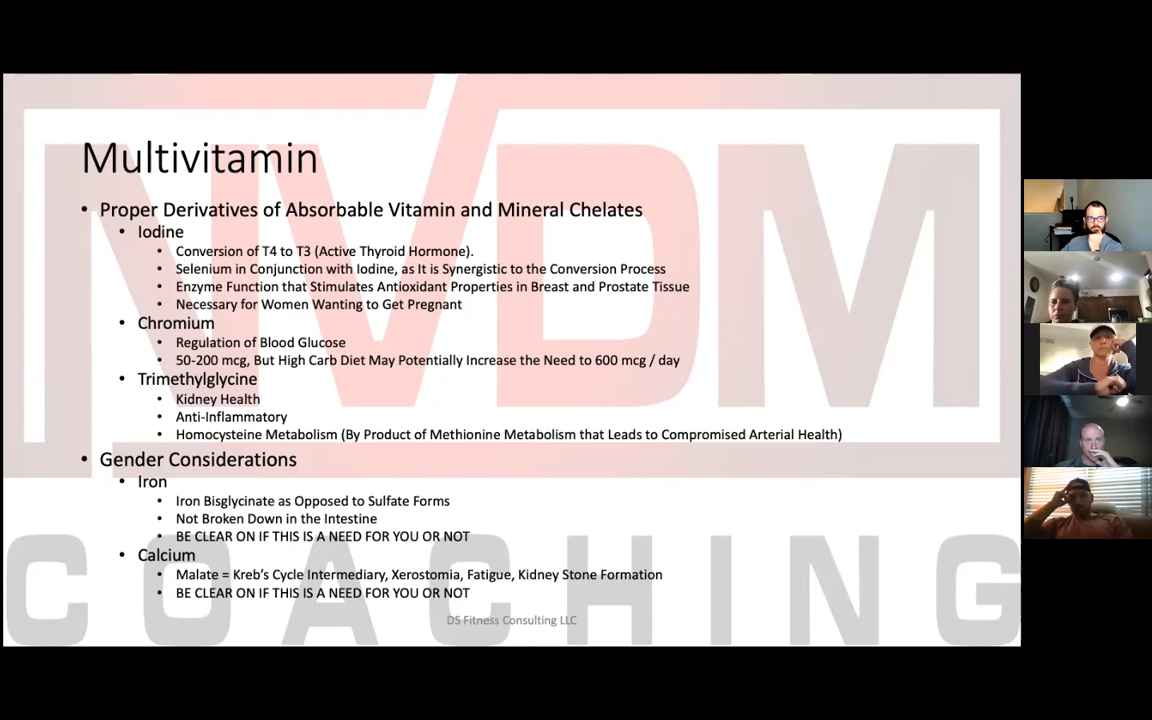 Multivitamin
• Proper Derivatives of Absorbable Vitamin and Mineral Chelates
• Iodine
• Conversion of T4 to T3 (Active Thyroid Hormone).
• Selenium in Conjunction with Iodine, as It is Synergistic to the Conversion Process
• Enzyme Function that Stimulates Antioxidant Properties in Breast and Prostate Tissue
• Necessary for Women Wanting to Get Pregnant
• Chromium
• Regulation of Blood Glucose
• 50-200 mcg, But High Carb Diet May Potentially Increase the Need to 600 mcg / day
• Trimethylglycine
• Kidney Health
• Anti-Inflammatory
• Homocysteine Metabolism (By Product of Methionine Metabolism that Leads to Compromised Arterial Health)
• Gender Considerations
• Iron
• Iron Bisglycinate as Opposed to Sulfate Forms
• Not Broken Down in the Intestine
• BE CLEAR ON IF THIS IS A NEED FOR YOU OR NOT
• Calcium
• Malate = Kreb's Cycle Intermediary, Xerostomia, Fatigue, Kidney Stone Formation
• BE CLEAR ON IF THIS IS A NEED FOR YOU OR NOT
DS Fitness Consulting LLC
NVDM
COACHING